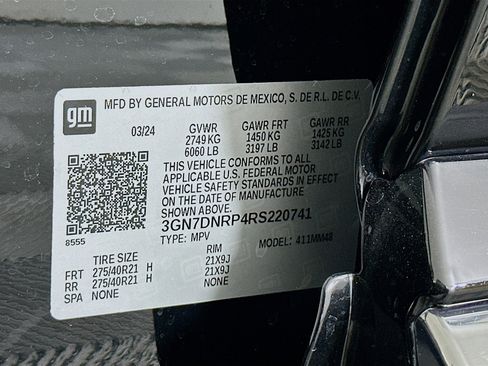 gm
MFD BY GENERAL MOTORS DE MEXICO, S. DE R.L. DE C.V.
03/24 GVWR GAWR FRT GAWR RR
2749 KG 1450 KG 1425 KG
6060 LB 3197 LB 3142 LB
THIS VEHICLE CONFORMS TO ALL
APPLICABLE U.S. FEDERAL MOTOR
VEHICLE SAFETY STANDARDS IN EFFECT
ON THE DATE OF MANUFACTURE
3GN7DNRP4RS220741
8555 TYPE: MPV MODEL: 411MM48
TIRE SIZE RIM
FRT 275/40R21 H 21X9J
RR 275/40R21 H 21X9J
SPA NONE NONE